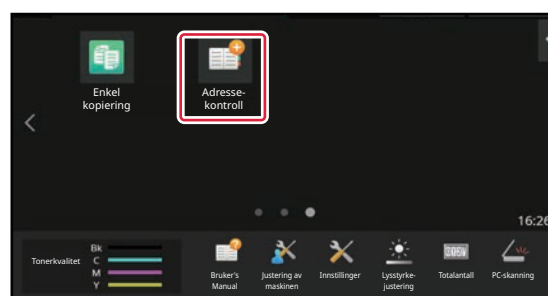 Enkel
kopiering
Adresse-
kontroll
16:26
Tonerkvalitet
Bk
C
M
Y
Bruker's
Manual
Justering av
maskinen
Innstillinger
Lysstyrke-
justering
Totalantall
PC-skanning